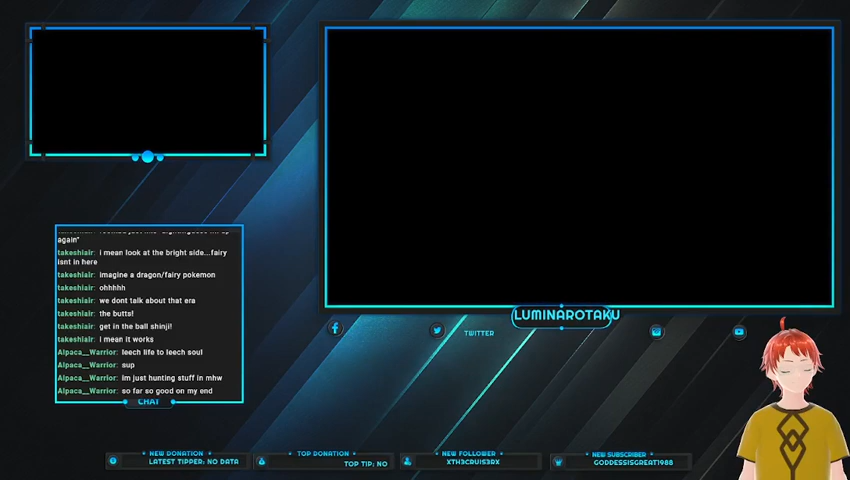 again"
takeshiair: i mean look at the bright side...fairy
isnt in here
takeshiair: imagine a dragon/fairy pokemon
takeshiair: ohhhhh
takeshiair: we dont talk about that era
takeshiair: the butts!
takeshiair: get in the ball shinji!
takeshiair: i mean it works
Alpaca__Warrior: leech life to leech soul
Alpaca__Warrior: sup
Alpaca__Warrior: im just hunting stuff in mhw
Alpaca__Warrior: so far so good on my end
CHAT
LUMINAROTAKU
TWITTER
NEW DONATION
LATEST TIPPER: NO DATA
TOP DONATION
TOP TIP: NO
NEW FOLLOWER
XTH3CRUIS3RX
NEW SUBSCRIBER
GODDESSISGREAT1988